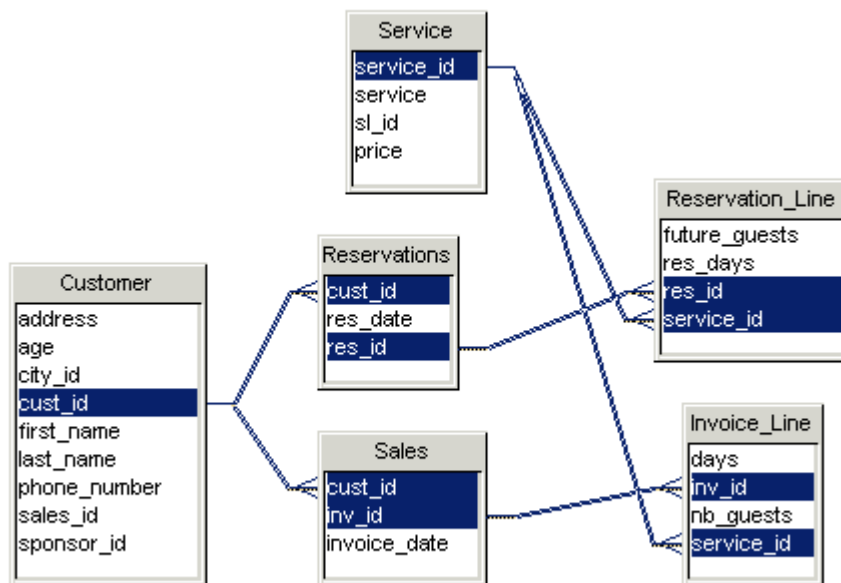 Service
service_id
service
sl_id
price
Reservation_Line
future_guests
res_days
res_id
service_id
Reservations
cust_id
res_date
res_id
Customer
address
age
city_id
cust_id
first_name
last_name
phone_number
sales_id
sponsor_id
Sales
cust_id
inv_id
invoice_date
Invoice_Line
days
inv_id
nb_guests
service_id